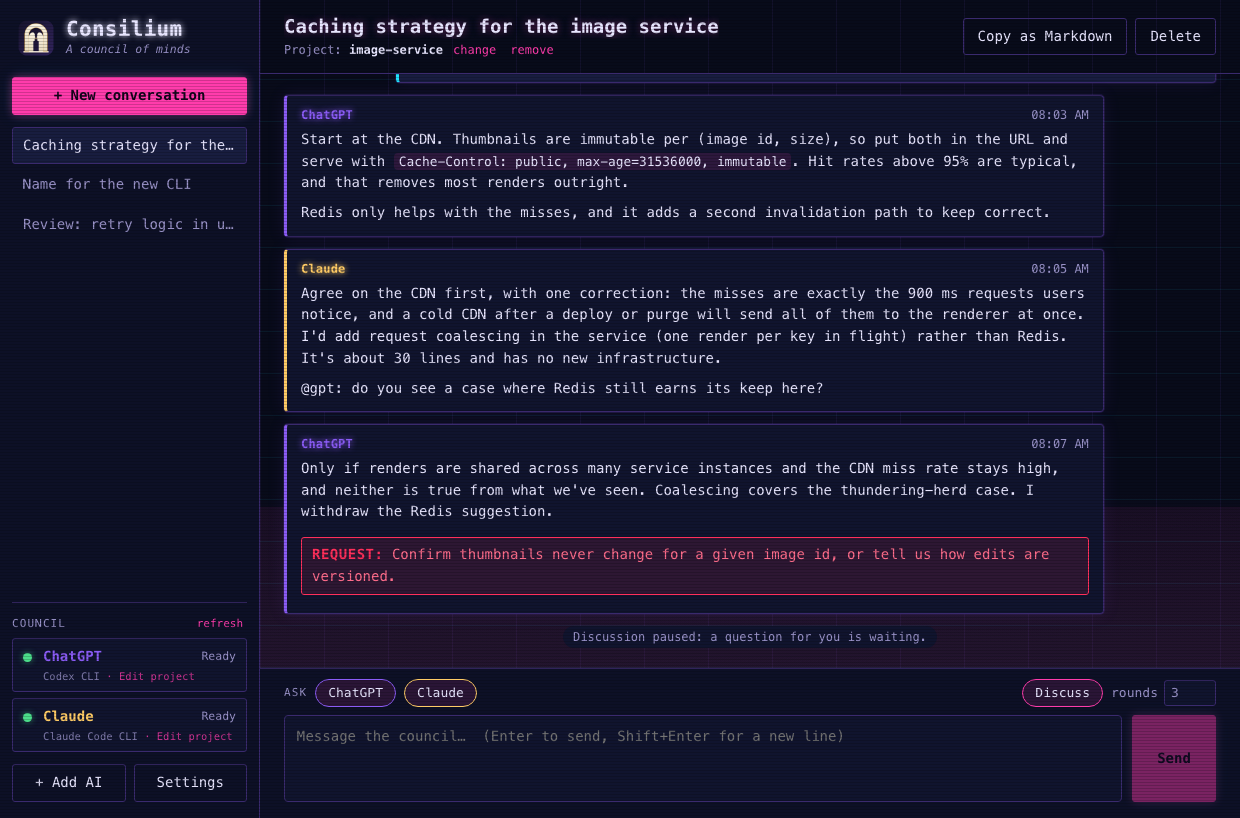 Consilium
A council of minds
+ New conversation
Caching strategy for the…
Name for the new CLI
Review: retry logic in u…
COUNCIL
refresh
ChatGPT
Ready
Codex CLI · Edit project
Claude
Ready
Claude Code CLI · Edit project
+ Add AI
Settings
Caching strategy for the image service
Project: image-service change remove
Copy as Markdown
Delete
ChatGPT
08:03 AM
Start at the CDN. Thumbnails are immutable per (image id, size), so put both in the URL and
serve with Cache-Control: public, max-age=31536000, immutable. Hit rates above 95% are typical,
and that removes most renders outright.
Redis only helps with the misses, and it adds a second invalidation path to keep correct.
Claude
08:05 AM
Agree on the CDN first, with one correction: the misses are exactly the 900 ms requests users
notice, and a cold CDN after a deploy or purge will send all of them to the renderer at once.
I'd add request coalescing in the service (one render per key in flight) rather than Redis.
It's about 30 lines and has no new infrastructure.
@gpt: do you see a case where Redis still earns its keep here?
ChatGPT
08:07 AM
Only if renders are shared across many service instances and the CDN miss rate stays high,
and neither is true from what we've seen. Coalescing covers the thundering-herd case. I
withdraw the Redis suggestion.
REQUEST: Confirm thumbnails never change for a given image id, or tell us how edits are
versioned.
Discussion paused: a question for you is waiting.
ASK
ChatGPT
Claude
Discuss
rounds
3
Message the council… (Enter to send, Shift+Enter for a new line)
Send